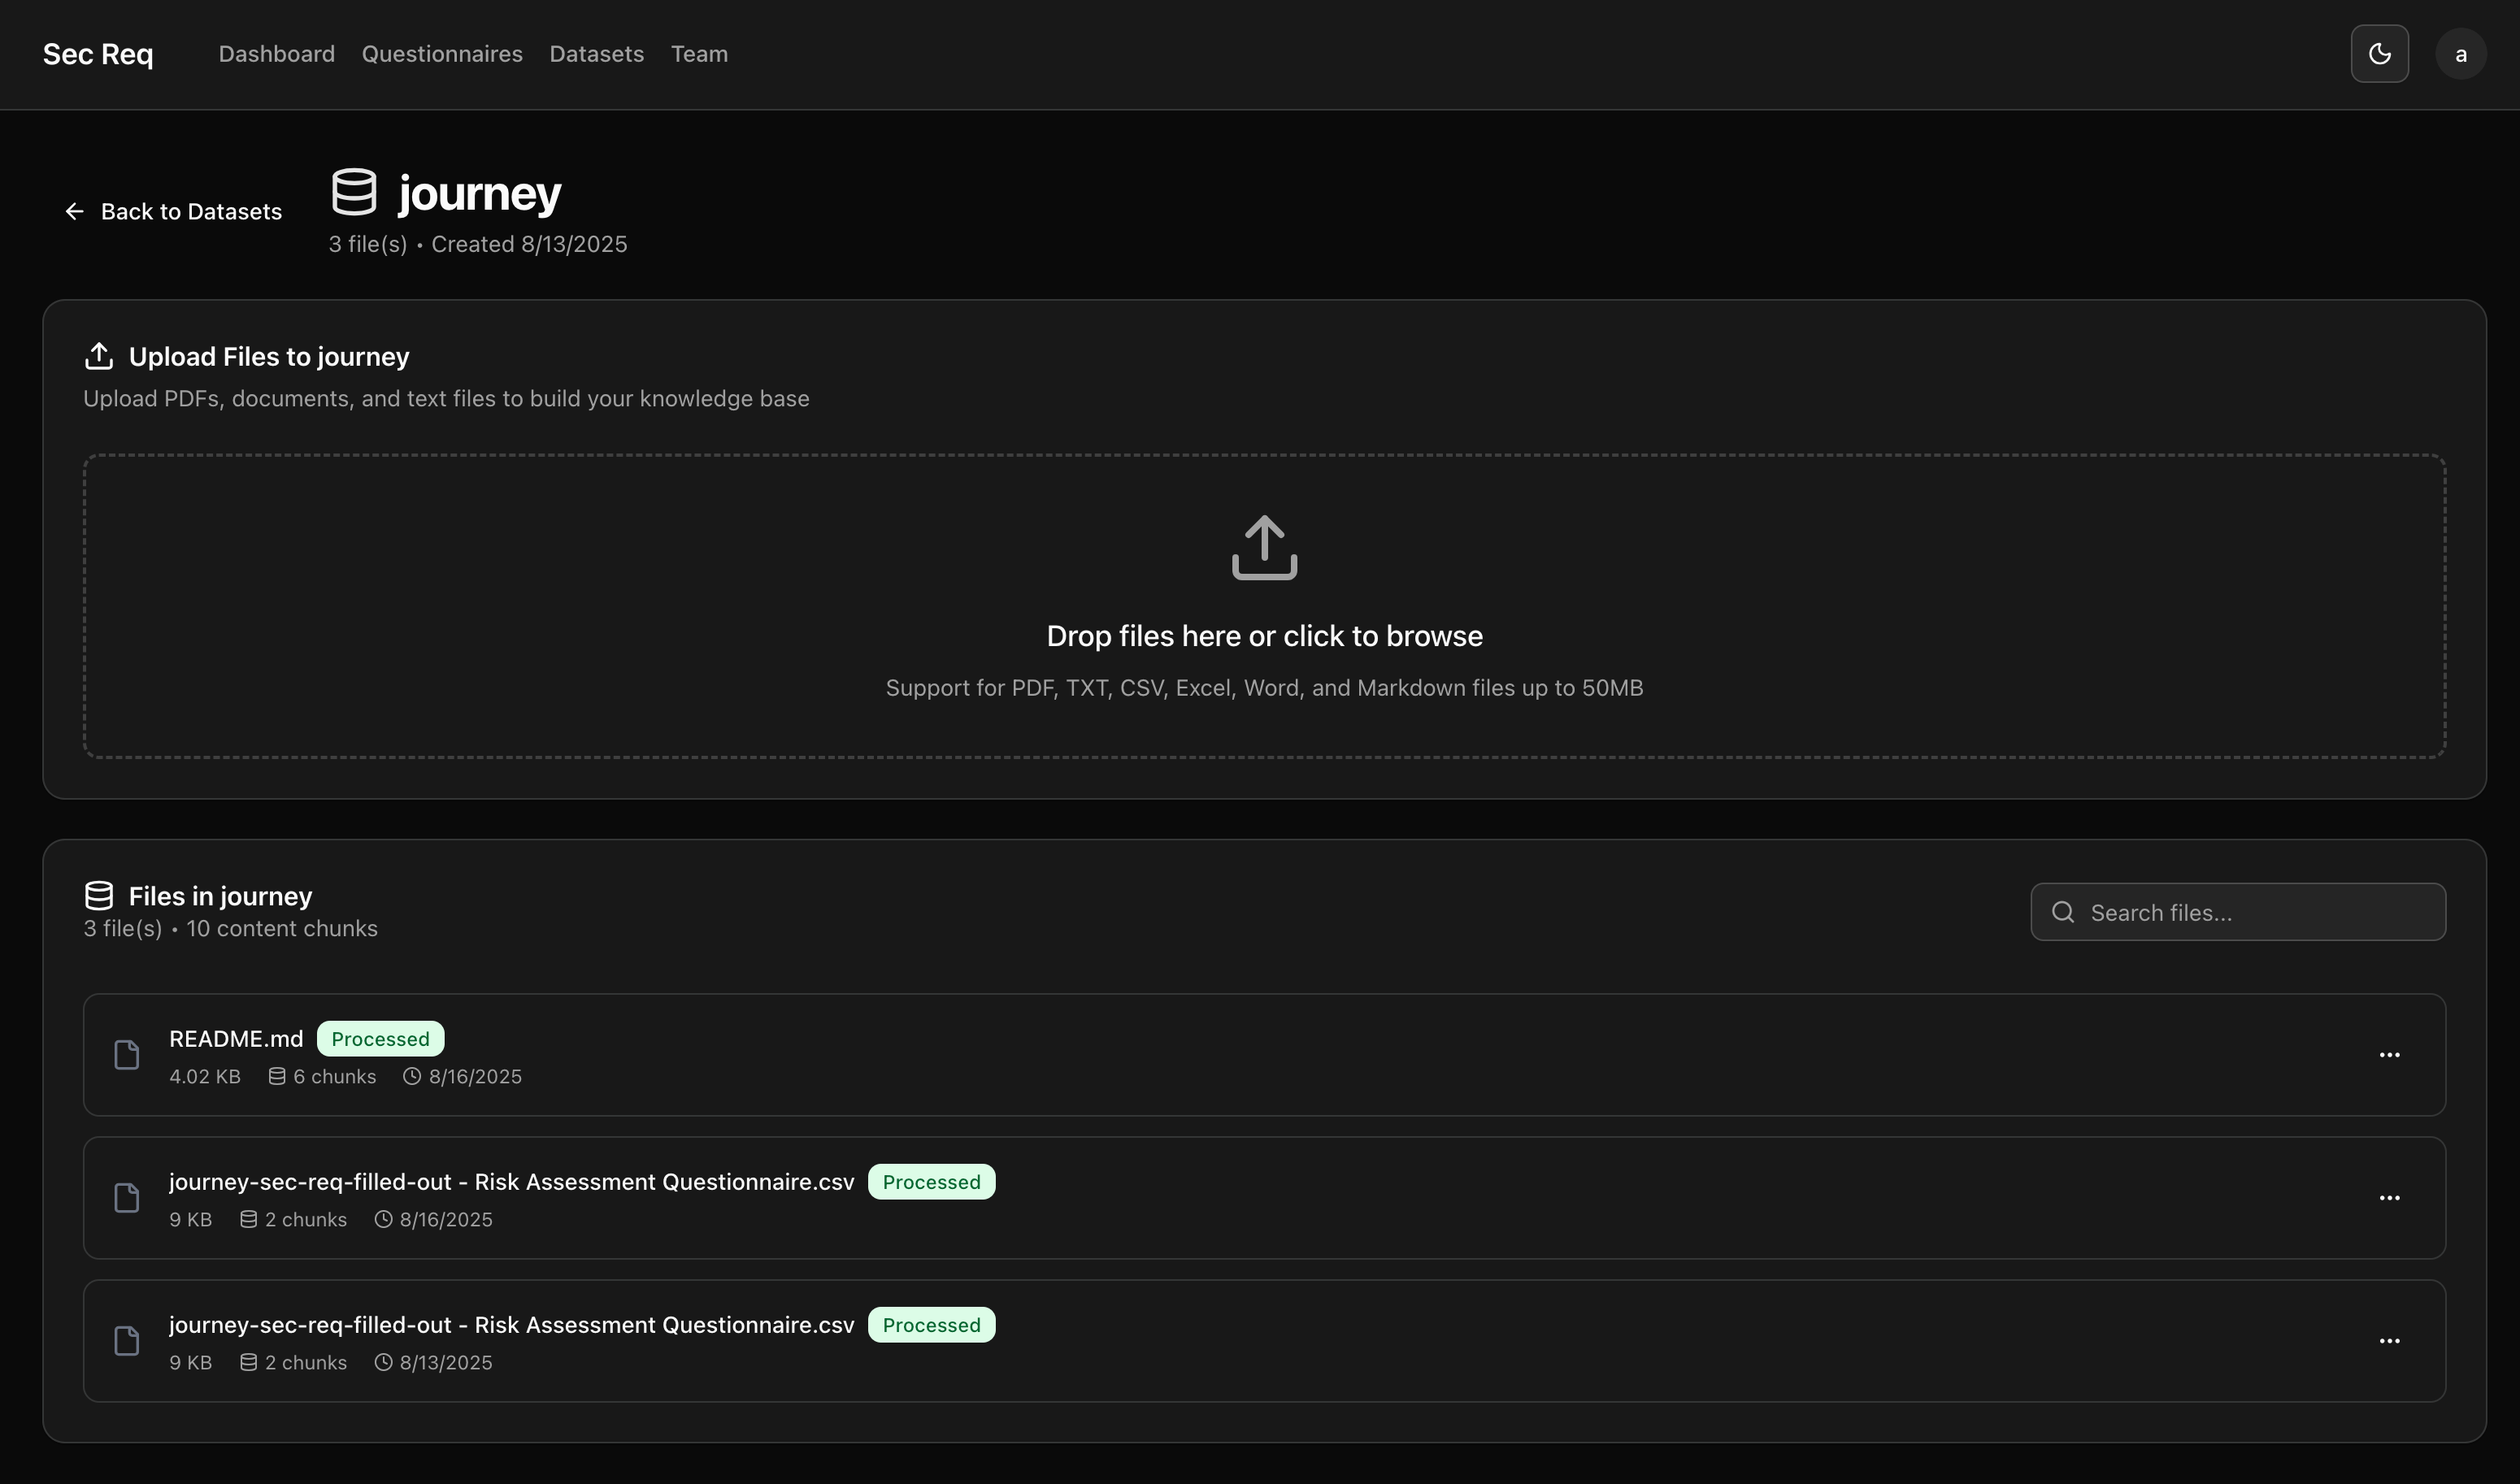 Sec Req Dashboard Questionnaires Datasets Team a
Back to Datasets
journey
3 file(s) • Created 8/13/2025
Upload Files to journey
Upload PDFs, documents, and text files to build your knowledge base
Drop files here or click to browse
Support for PDF, TXT, CSV, Excel, Word, and Markdown files up to 50MB
Files in journey
3 file(s) • 10 content chunks
Search files...
README.md Processed
4.02 KB 6 chunks 8/16/2025
journey-sec-req-filled-out - Risk Assessment Questionnaire.csv Processed
9 KB 2 chunks 8/16/2025
journey-sec-req-filled-out - Risk Assessment Questionnaire.csv Processed
9 KB 2 chunks 8/13/2025